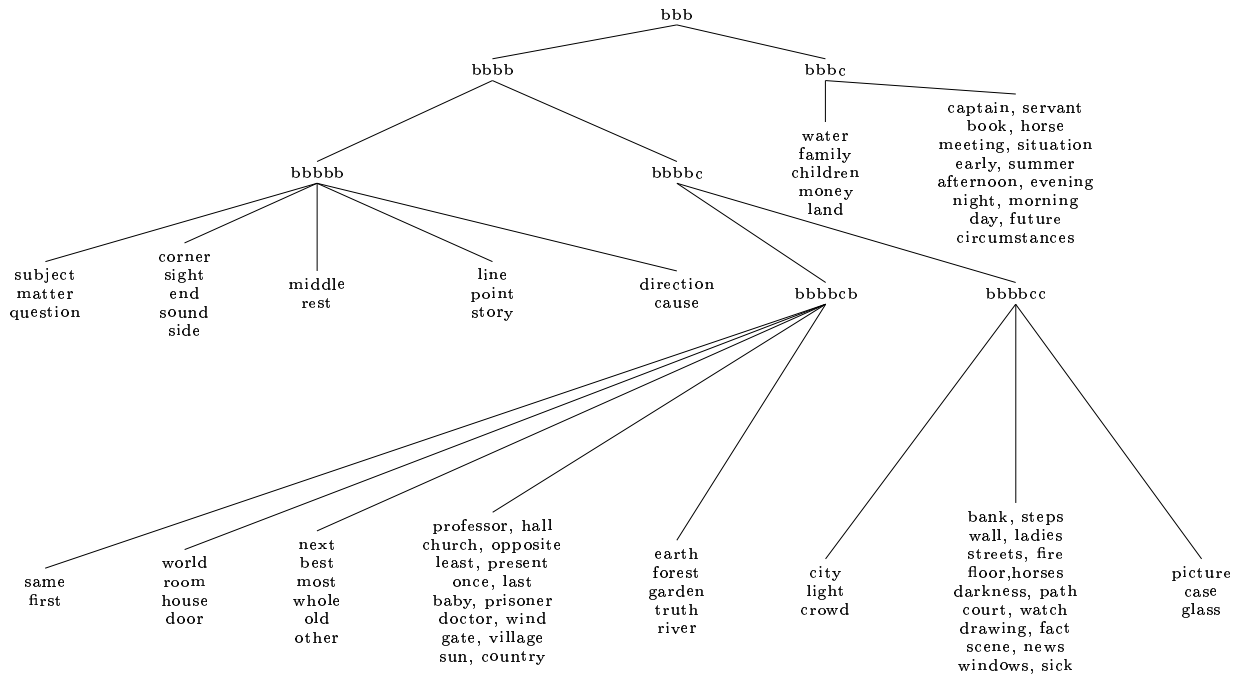 bbb
bbbb
bbbc
water
family
children
money
land
captain, servant
book, horse
meeting, situation
early, summer
afternoon, evening
night, morning
day, future
circumstances
bbbbb
bbbbc
subject
matter
question
corner
sight
end
sound
side
middle
rest
line
point
story
direction
cause
bbbbcb
bbbbcc
same
first
world
room
house
door
next
best
most
whole
old
other
professor, hall
church, opposite
least, present
once, last
baby, prisoner
doctor, wind
gate, village
sun, country
earth
forest
garden
truth
river
city
light
crowd
bank, steps
wall, ladies
streets, fire
floor,horses
darkness, path
court, watch
drawing, fact
scene, news
windows, sick
picture
case
glass